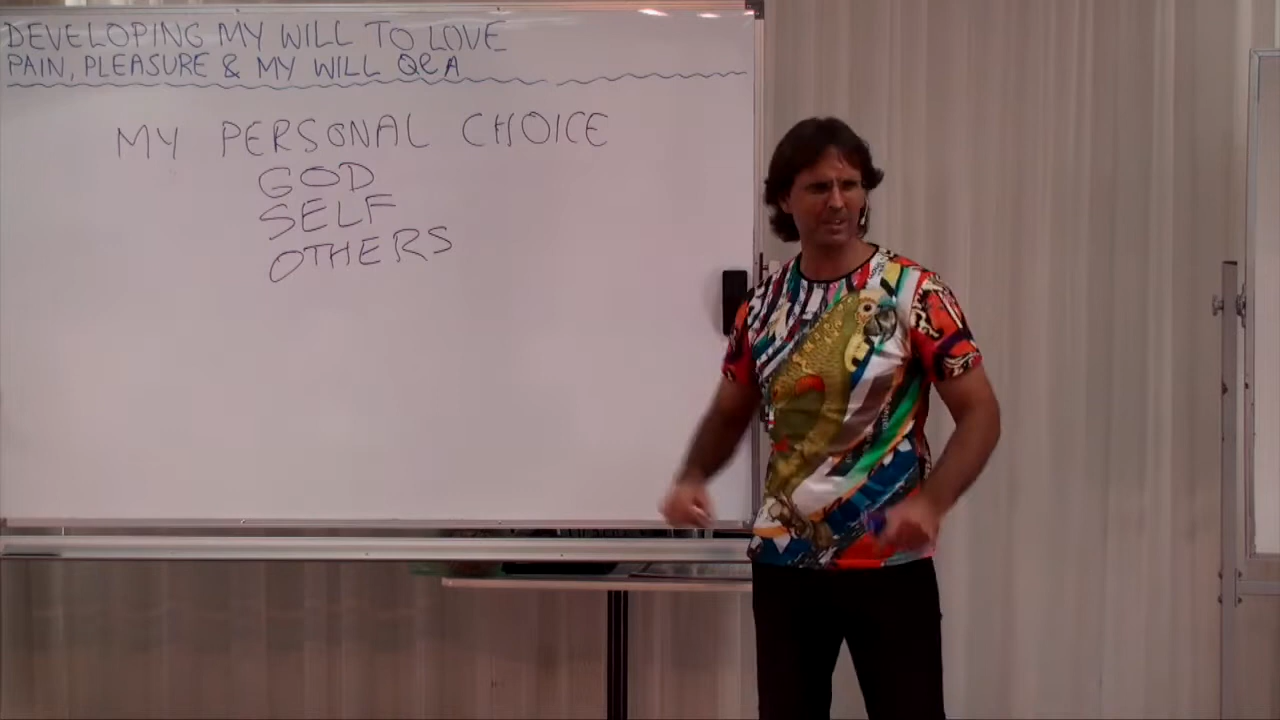 DEVELOPING MY WILL TO LOVE
PAIN, PLEASURE & MY WILL Q&A
MY PERSONAL CHOICE
GOD
SELF
OTHERS